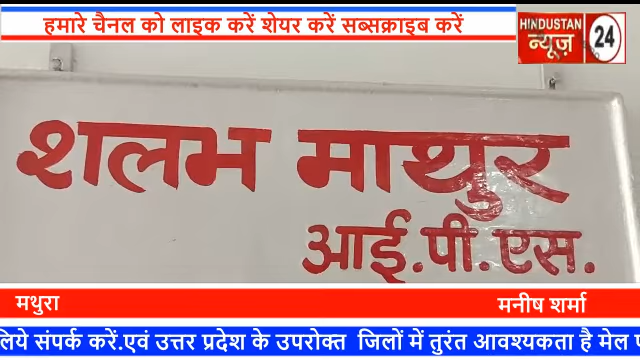 हमारे चैनल को लाइक करें शेयर करें सब्सक्राइब करें
HINDUSTAN
न्यूज़ 24
शलभ माथुर
आई.पी.एस.
मथुरा
मनीष शर्मा
लिये संपर्क करें.एवं उत्तर प्रदेश के उपरोक्त जिलों में तुरंत आवश्यकता है मेल